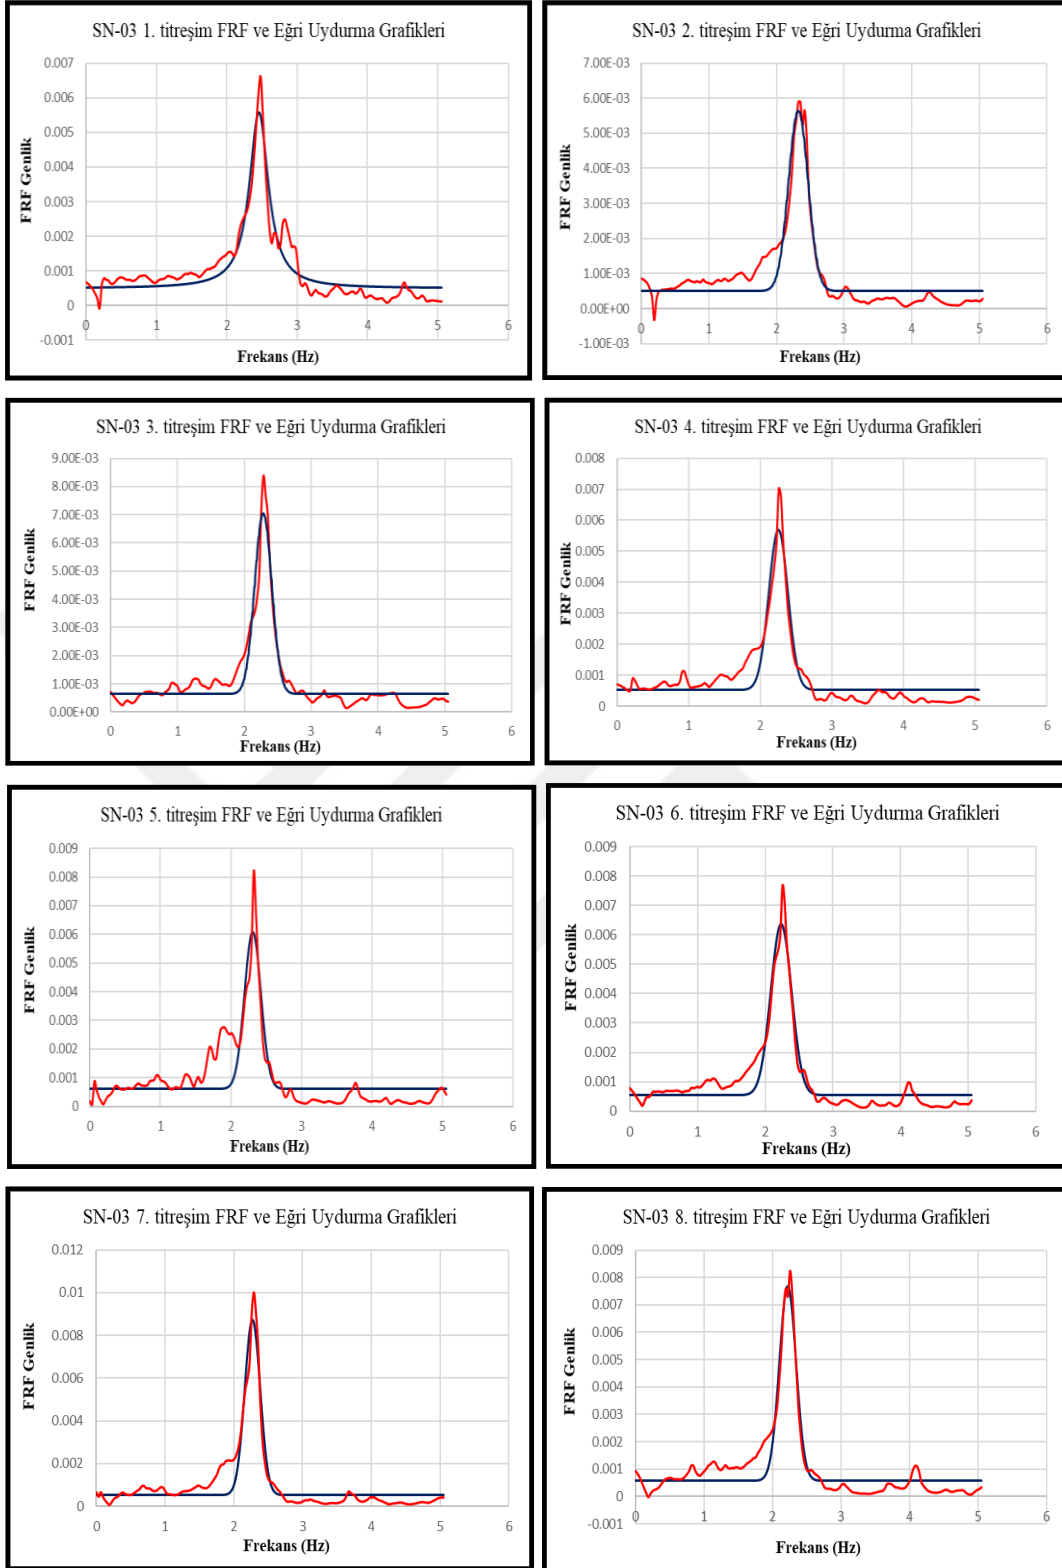 SN-03 1. titreşim FRF ve Eğri Uydurma Grafikleri
0.007
0.006
0.005
0.004
0.003
0.002
0.001
0
-0.001
FRF Genlik
0 1 2 3 4 5 6
Frekans (Hz)
SN-03 2. titreşim FRF ve Eğri Uydurma Grafikleri
7.00E-03
6.00E-03
5.00E-03
4.00E-03
3.00E-03
2.00E-03
1.00E-03
0.00E+00
-1.00E-03
FRF Genlik
0 1 2 3 4 5 6
Frekans (Hz)
SN-03 3. titreşim FRF ve Eğri Uydurma Grafikleri
9.00E-03
8.00E-03
7.00E-03
6.00E-03
5.00E-03
4.00E-03
3.00E-03
2.00E-03
1.00E-03
0.00E+00
FRF Genlik
0 1 2 3 4 5 6
Frekans (Hz)
SN-03 4. titreşim FRF ve Eğri Uydurma Grafikleri
0.008
0.007
0.006
0.005
0.004
0.003
0.002
0.001
0
FRF Genlik
0 1 2 3 4 5 6
Frekans (Hz)
SN-03 5. titreşim FRF ve Eğri Uydurma Grafikleri
0.009
0.008
0.007
0.006
0.005
0.004
0.003
0.002
0.001
0
FRF Genlik
0 1 2 3 4 5 6
Frekans (Hz)
SN-03 6. titreşim FRF ve Eğri Uydurma Grafikleri
0.009
0.008
0.007
0.006
0.005
0.004
0.003
0.002
0.001
0
FRF Genlik
0 1 2 3 4 5 6
Frekans (Hz)
SN-03 7. titreşim FRF ve Eğri Uydurma Grafikleri
0.012
0.01
0.008
0.006
0.004
0.002
0
FRF Genlik
0 1 2 3 4 5 6
Frekans (Hz)
SN-03 8. titreşim FRF ve Eğri Uydurma Grafikleri
0.009
0.008
0.007
0.006
0.005
0.004
0.003
0.002
0.001
0
-0.001
FRF Genlik
0 1 2 3 4 5 6
Frekans (Hz)